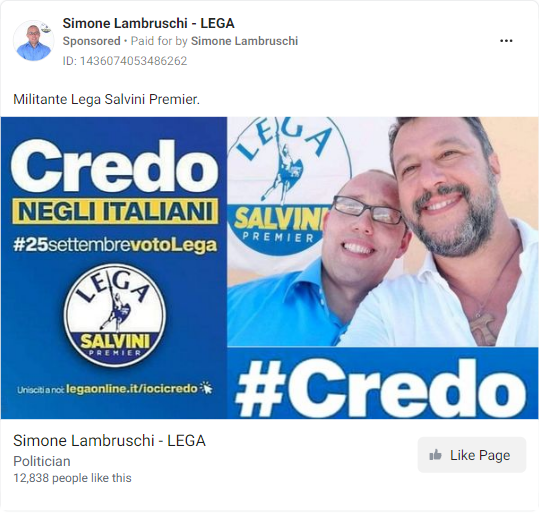 Simone Lambruschi - LEGA
Sponsored • Paid for by Simone Lambruschi
ID: 1436074053486262
Militante Lega Salvini Premier.
Credo
NEGLI ITALIANI
#25settembrevotoLega
LEGA
SALVINI
PREMIER
Unisciti a noi: legaonline.it/iocicredo
LEGA
SALVINI
PREMIER
#Credo
Simone Lambruschi - LEGA
Politician
12,838 people like this
Like Page